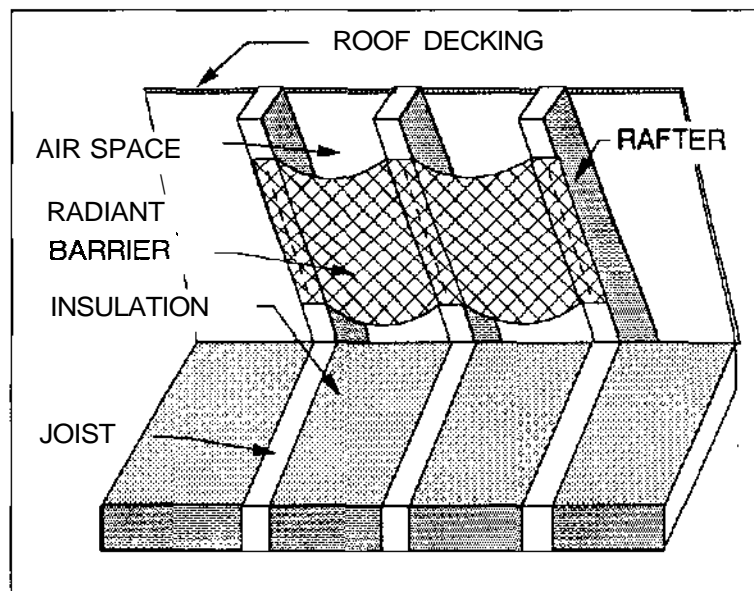 ROOF DECKING
AIR SPACE
RAFTER
RADIANT
BARRIER
INSULATION
JOIST